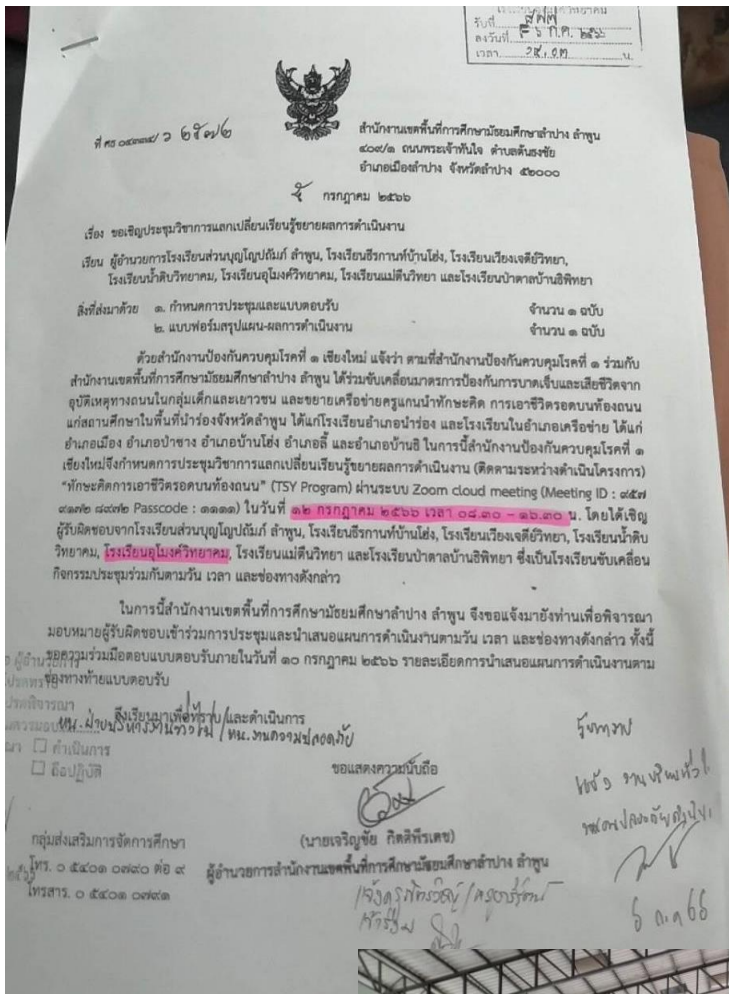 รับที่ ๕๗๗
ลงวันที่ ๖ ก.ค. ๒๕๖๖
เวลา น.
ที่ ศธ ๐๔๓๓๕/ว ๒๕๗๒
สำนักงานเขตพื้นที่การศึกษามัธยมศึกษาลำปาง ลำพูน
๔๐๙/๑ ถนนพระเจ้าทันใจ ตำบลต้นธงชัย
อำเภอเมืองลำปาง จังหวัดลำปาง ๕๒๐๐๐
กรกฎาคม ๒๕๖๖
เรื่อง ขอเชิญประชุมวิชาการแลกเปลี่ยนเรียนรู้ขยายผลการดำเนินงาน
เรียน ผู้อำนวยการโรงเรียนส่วนบุญโญปถัมภ์ ลำพูน, โรงเรียนธีรกานท์บ้านโฮ่ง, โรงเรียนเวียงเจดีย์วิทยา,
โรงเรียนน้ำดิบวิทยาคม, โรงเรียนอุโมงค์วิทยาคม, โรงเรียนแม่ตืนวิทยา และโรงเรียนป่าตาลบ้านธิพิทยา
สิ่งที่ส่งมาด้วย ๑. กำหนดการประชุมและแบบตอบรับ จำนวน ๑ ฉบับ
๒. แบบฟอร์มสรุปแผน-ผลการดำเนินงาน จำนวน ๑ ฉบับ
ด้วยสำนักงานป้องกันควบคุมโรคที่ ๑ เชียงใหม่ แจ้งว่า ตามที่สำนักงานป้องกันควบคุมโรคที่ ๑ ร่วมกับ
สำนักงานเขตพื้นที่การศึกษามัธยมศึกษาลำปาง ลำพูน ได้ร่วมขับเคลื่อนมาตรการป้องกันการบาดเจ็บและเสียชีวิตจาก
อุบัติเหตุทางถนนในกลุ่มเด็กและเยาวชน และขยายเครือข่ายครูแกนนำทักษะคิด การเอาชีวิตรอดบนท้องถนน
แก่สถานศึกษาในพื้นที่นำร่องจังหวัดลำพูน ได้แก่โรงเรียนอำเภอนำร่อง และโรงเรียนในอำเภอเครือข่าย ได้แก่
อำเภอเมือง อำเภอป่าซาง อำเภอบ้านโฮ่ง อำเภอลี้ และอำเภอบ้านธิ ในการนี้สำนักงานป้องกันควบคุมโรคที่ ๑
เชียงใหม่จึงกำหนดการประชุมวิชาการแลกเปลี่ยนเรียนรู้ขยายผลการดำเนินงาน (ติดตามระหว่างดำเนินโครงการ)
“ทักษะคิดการเอาชีวิตรอดบนท้องถนน” (TSY Program) ผ่านระบบ Zoom cloud meeting (Meeting ID : ๙๕๗
๙๑๗๒ ๘๙๗๒ Passcode : ๑๑๑๑) ในวันที่ ๑๒ กรกฎาคม ๒๕๖๖ เวลา ๐๘.๓๐ – ๑๖.๓๐ น. โดยได้เชิญ
ผู้รับผิดชอบจากโรงเรียนส่วนบุญโญปถัมภ์ ลำพูน, โรงเรียนธีรกานท์บ้านโฮ่ง, โรงเรียนเวียงเจดีย์วิทยา, โรงเรียนน้ำดิบ
วิทยาคม, โรงเรียนอุโมงค์วิทยาคม, โรงเรียนแม่ตืนวิทยา และโรงเรียนป่าตาลบ้านธิพิทยา ซึ่งเป็นโรงเรียนขับเคลื่อน
กิจกรรมประชุมร่วมกันตามวัน เวลา และช่องทางดังกล่าว
ในการนี้สำนักงานเขตพื้นที่การศึกษามัธยมศึกษาลำปาง ลำพูน จึงขอแจ้งมายังท่านเพื่อพิจารณา
มอบหมายผู้รับผิดชอบเข้าร่วมการประชุมและนำเสนอแผนการดำเนินงานตามวัน เวลา และช่องทางดังกล่าว ทั้งนี้
ขอความร่วมมือตอบแบบตอบรับภายในวันที่ ๑๐ กรกฎาคม ๒๕๖๖ รายละเอียดการนำเสนอแผนการดำเนินงานตาม
ช่องทางท้ายแบบตอบรับ
จึงเรียนมาเพื่อทราบ และดำเนินการ
ดำเนินการ
ถือปฏิบัติ
ขอแสดงความนับถือ
(นายเจริญชัย กิตติพีรเดช)
ผู้อำนวยการสำนักงานเขตพื้นที่การศึกษามัธยมศึกษาลำปาง ลำพูน
กลุ่มส่งเสริมการจัดการศึกษา
โทร. ๐ ๕๔๐๑ ๐๗๙๐ ต่อ ๙
โทรสาร. ๐ ๕๔๐๑ ๐๗๙๑
6 ก.ค 66